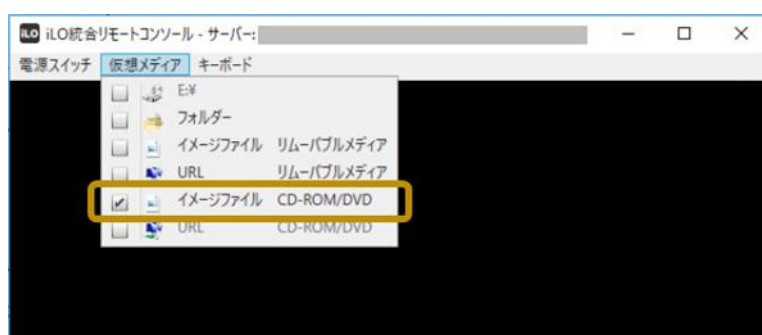 iLO iLO統合リモートコンソール - サーバー:
電源スイッチ 仮想メディア キーボード
E:¥
フォルダー
イメージファイル リムーバブルメディア
URL リムーバブルメディア
イメージファイル CD-ROM/DVD
URL CD-ROM/DVD